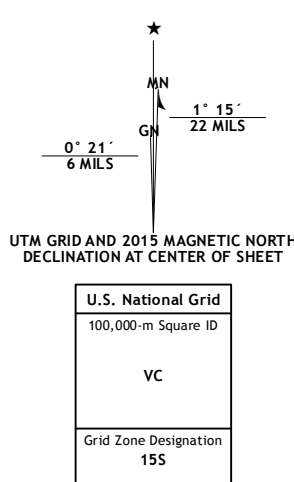 ★
MN
GN
1° 15´
22 MILS
0° 21´
6 MILS
UTM GRID AND 2015 MAGNETIC NORTH
DECLINATION AT CENTER OF SHEET
U.S. National Grid
100,000-m Square ID
VC
Grid Zone Designation
15S